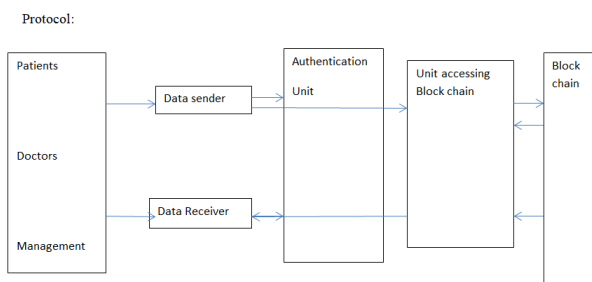 Protocol:
Patients
Doctors
Management
Data sender
Data Receiver
Authentication
Unit
Unit accessing
Block chain
Block
chain